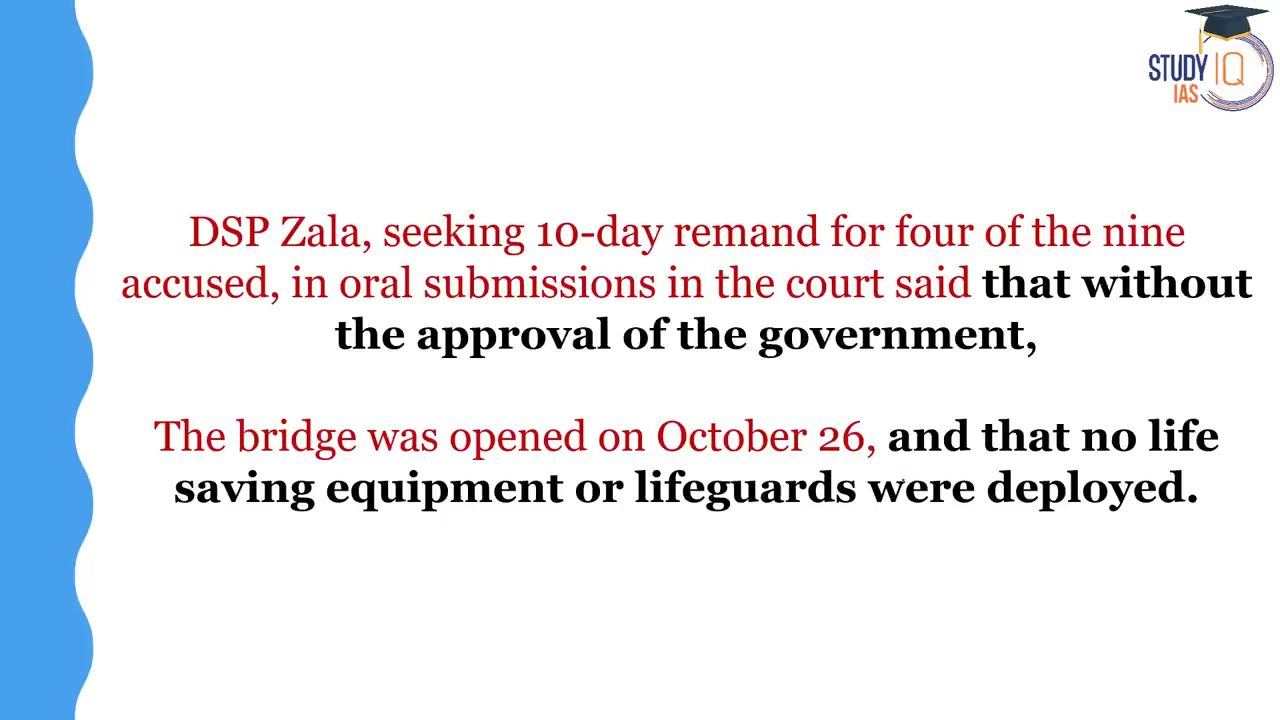 STUDY IQ
IAS
DSP Zala, seeking 10-day remand for four of the nine
accused, in oral submissions in the court said that without
the approval of the government,
The bridge was opened on October 26, and that no life
saving equipment or lifeguards were deployed.